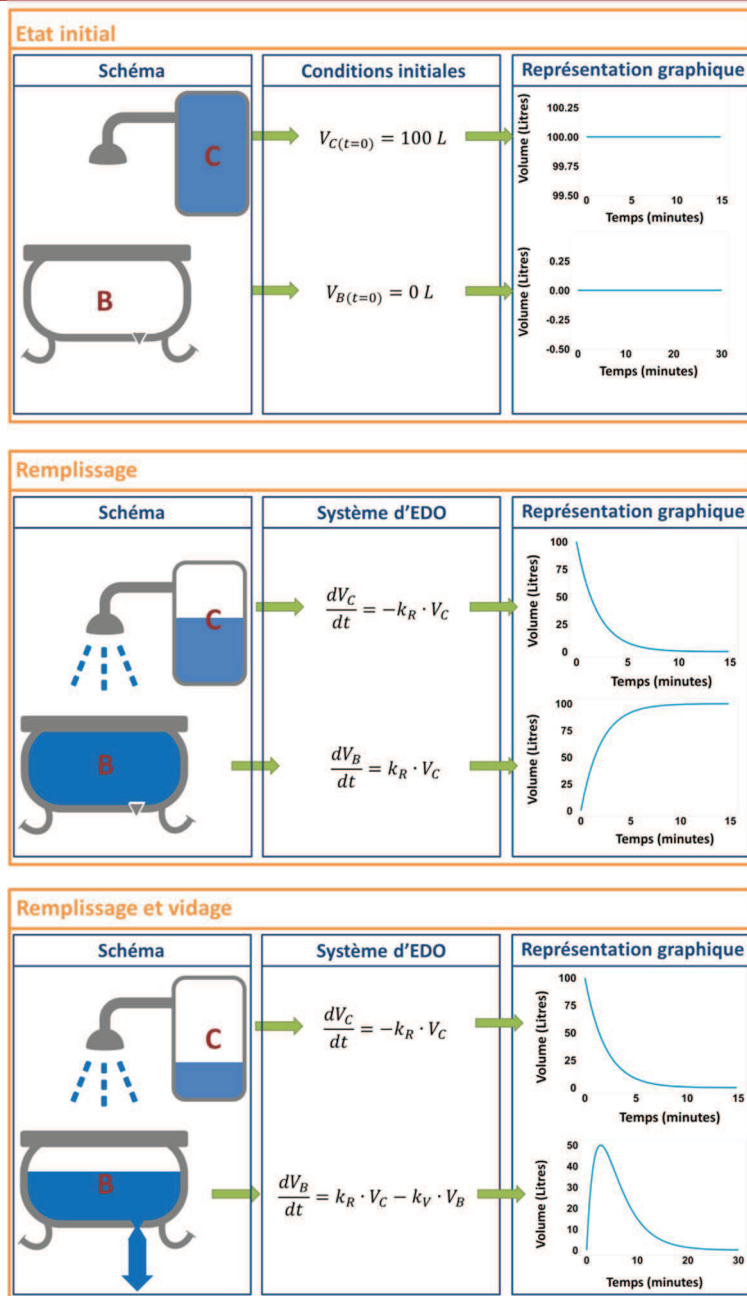 Etat initial
Schéma
Conditions initiales
Représentation graphique
C
V_{C(t=0)} = 100 L
Volume (Litres)
100.25
100.00
99.75
99.50
0 5 10 15
Temps (minutes)
B
V_{B(t=0)} = 0 L
Volume (Litres)
0.25
0.00
-0.25
-0.50
0 10 20 30
Temps (minutes)
Remplissage
Schéma
Système d'EDO
Représentation graphique
C
dV_C/dt = -k_R · V_C
Volume (Litres)
100
75
50
25
0
0 5 10 15
Temps (minutes)
B
dV_B/dt = k_R · V_C
Volume (Litres)
100
75
50
25
0
0 5 10 15
Temps (minutes)
Remplissage et vidage
Schéma
Système d'EDO
Représentation graphique
C
dV_C/dt = -k_R · V_C
Volume (Litres)
100
75
50
25
0
0 5 10 15
Temps (minutes)
B
dV_B/dt = k_R · V_C - k_V · V_B
Volume (Litres)
50
40
30
20
10
0
0 10 20 30
Temps (minutes)